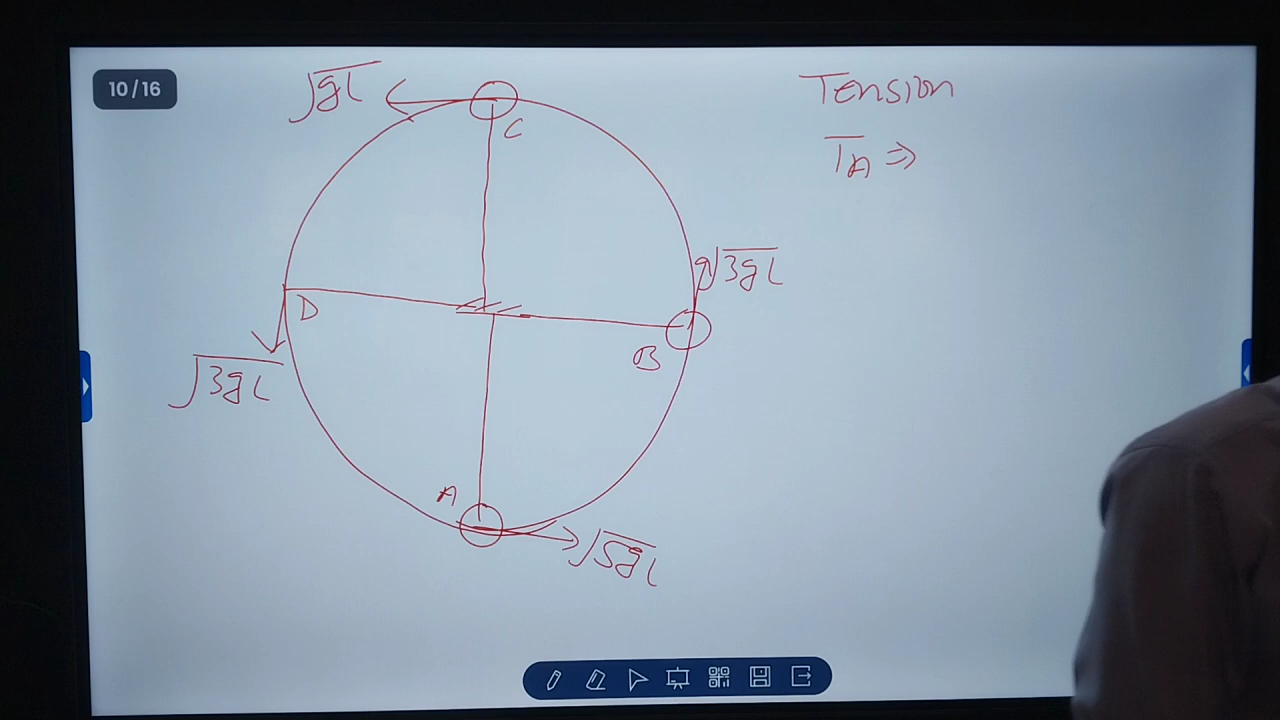 10 / 16
√gL
C
Tension
T_A ⇒
√3gL
D
B
√3gL
A
√5gL